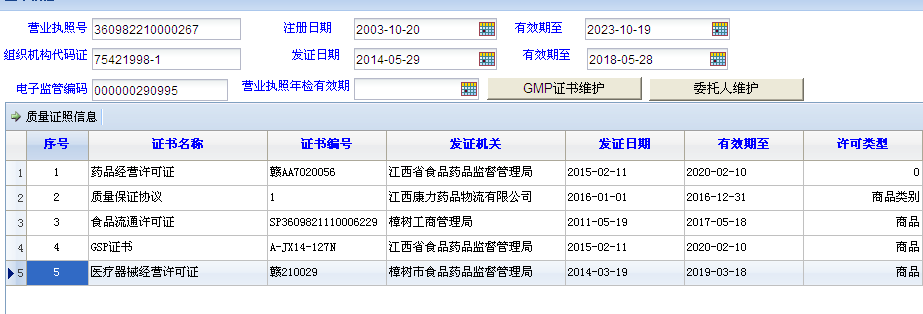 营业执照号 360982210000267 注册日期 2003-10-20 有效期至 2023-10-19
组织机构代码证 75421998-1 发证日期 2014-05-29 有效期至 2018-05-28
电子监管编码 000000290995 营业执照年检有效期 GMP证书维护 委托人维护
质量证照信息
序号 证书名称 证书编号 发证机关 发证日期 有效期至 许可类型
1 1 药品经营许可证 赣AA7020056 江西省食品药品监督管理局 2015-02-11 2020-02-10 0
2 2 质量保证协议 1 江西康力药品物流有限公司 2016-01-01 2016-12-31 商品类别
3 3 食品流通许可证 SP3609821110006229 樟树工商管理局 2011-05-19 2017-05-18 商品
4 4 GSP证书 A-JX14-127N 江西省食品药品监督管理局 2015-02-11 2020-02-10 商品
5 5 医疗器械经营许可证 赣210029 樟树市食品药品监督管理局 2014-03-19 2019-03-18 商品